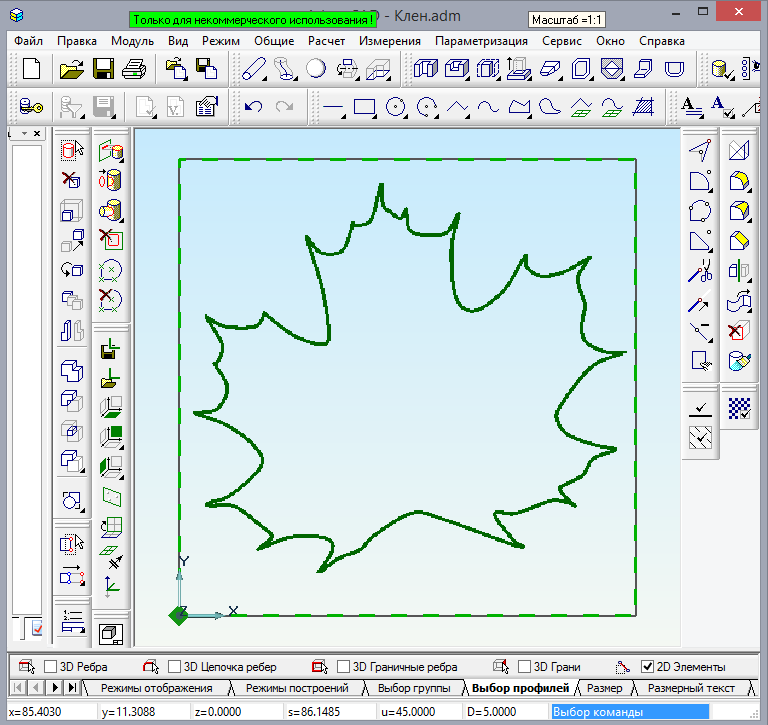 Только для некоммерческого использования !
- Клен.adm
Масштаб =1:1
Файл Правка Модуль Вид Режим Общие Расчет Измерения Параметризация Сервис Окно Справка
Y
Z X
3D Ребра 3D Цепочка ребер 3D Граничные ребра 3D Грани 2D Элементы
Режимы отображения Режимы построений Выбор группы Выбор профилей Размер Размерный текст
x=85.4030 y=11.3088 z=0.0000 s=86.1485 u=45.0000 D=5.0000 Выбор команды